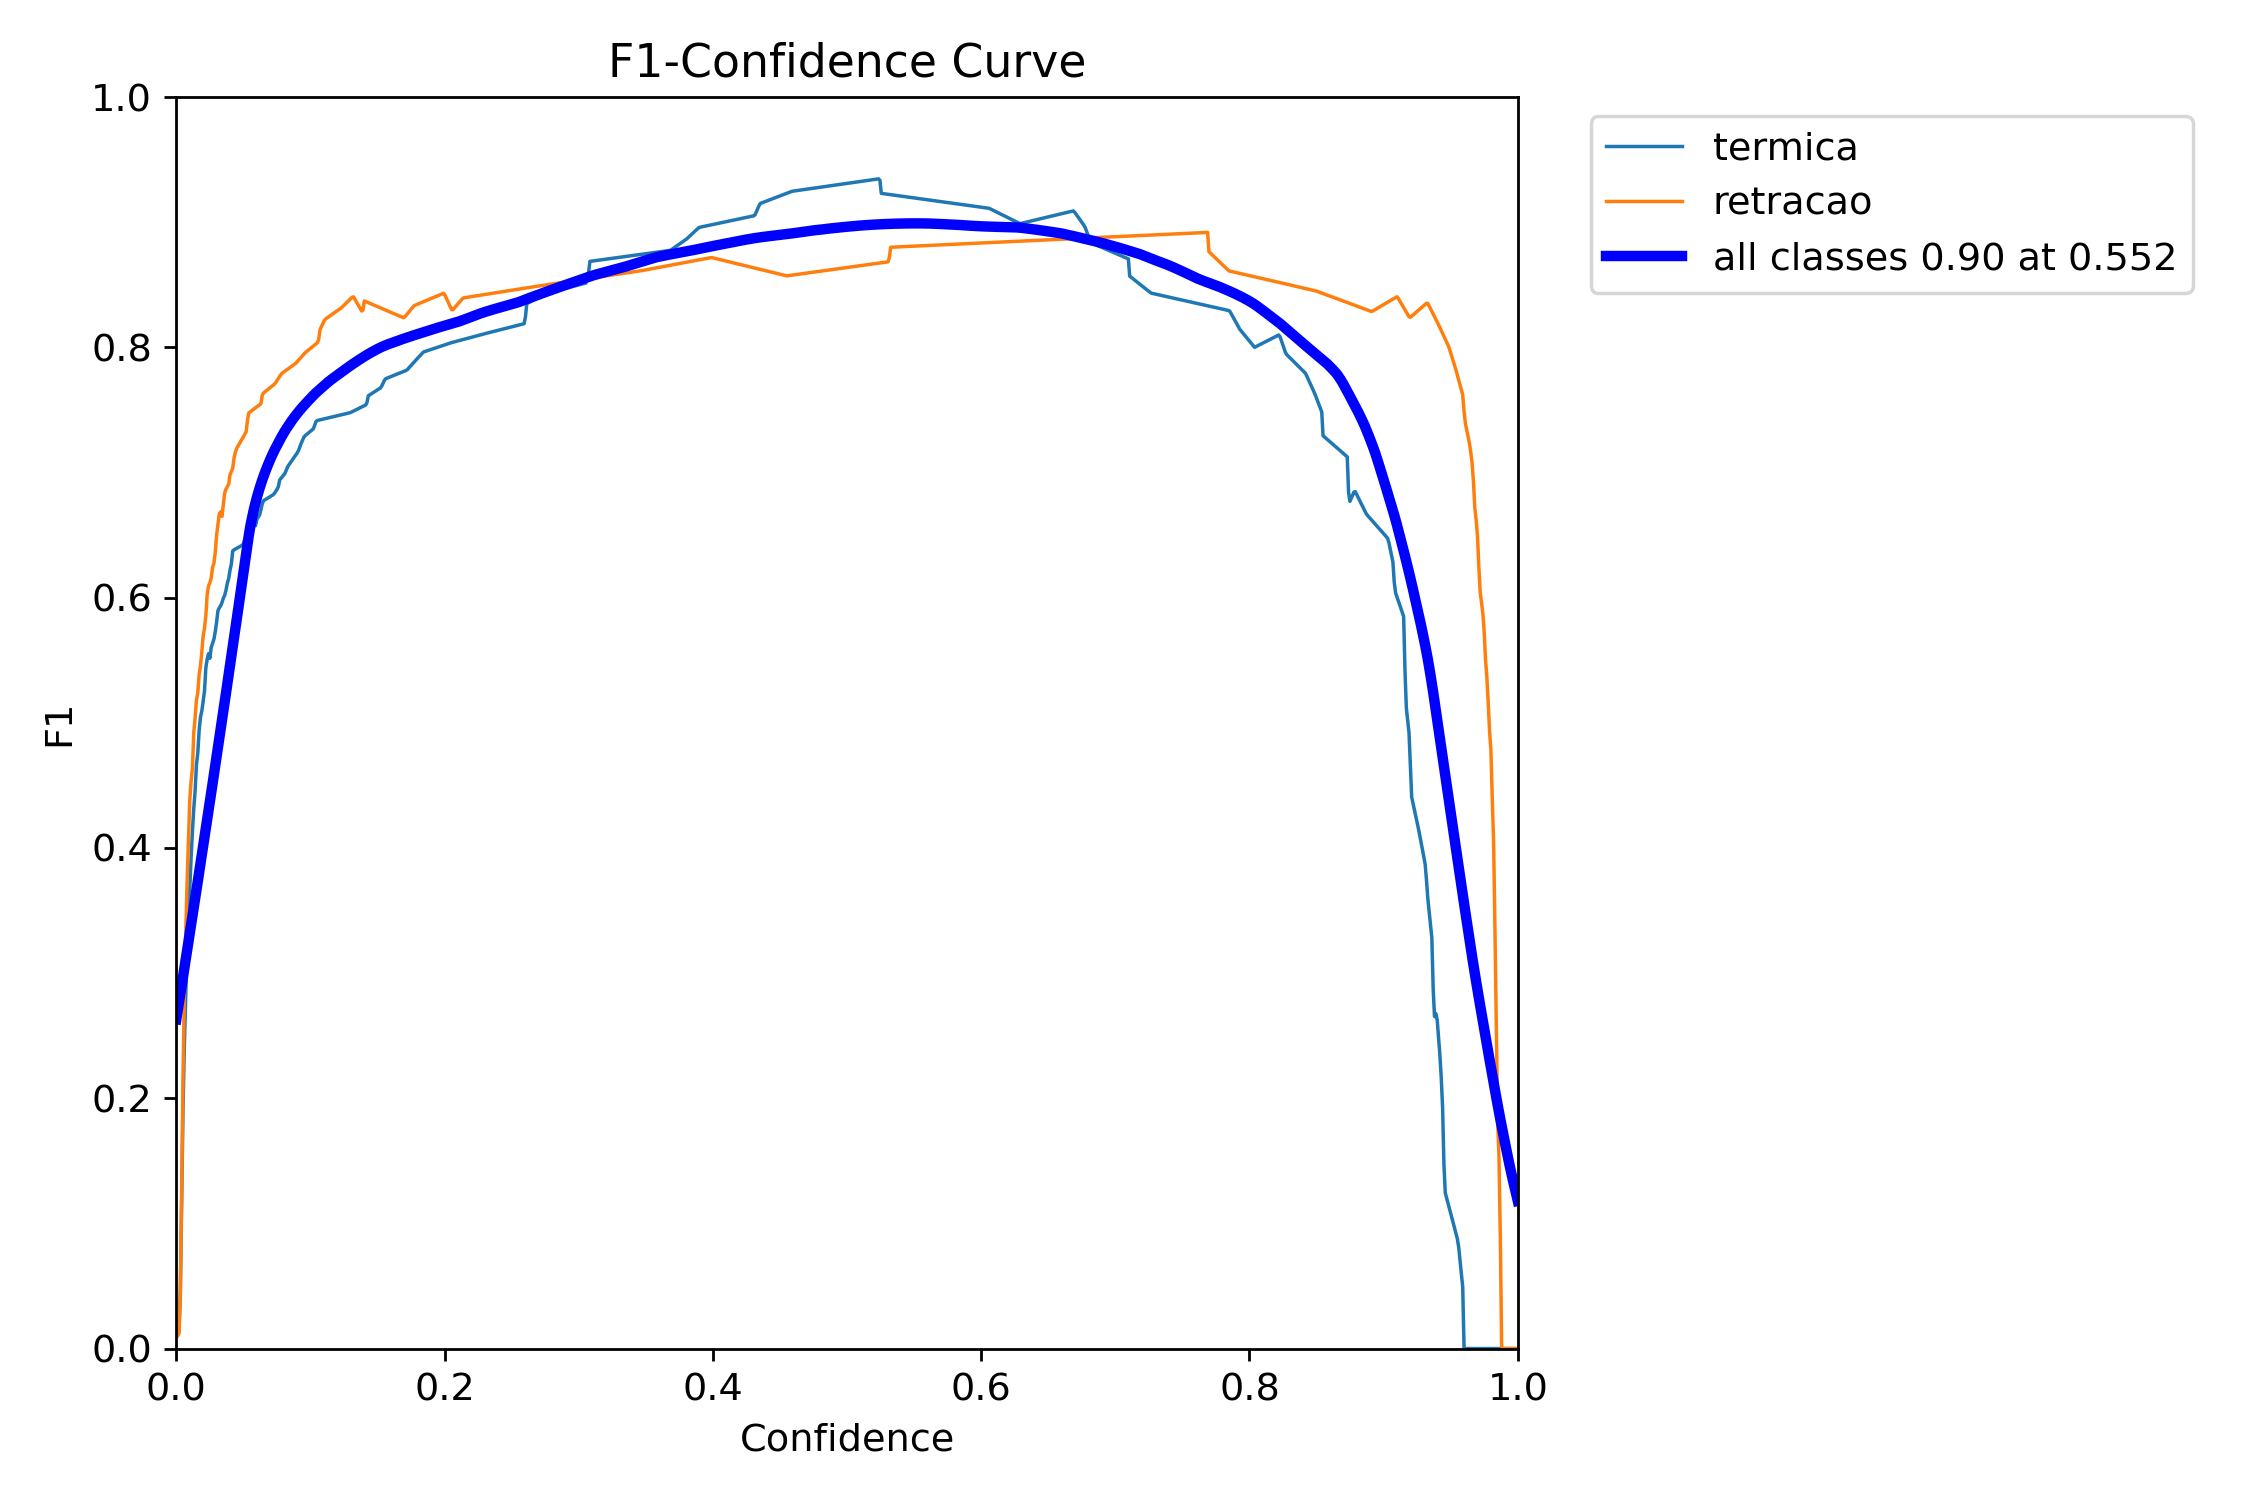 F1-Confidence Curve
termica
retracao
all classes 0.90 at 0.552
F1
1.0
0.8
0.6
0.4
0.2
0.0
0.0 0.2 0.4 0.6 0.8 1.0
Confidence